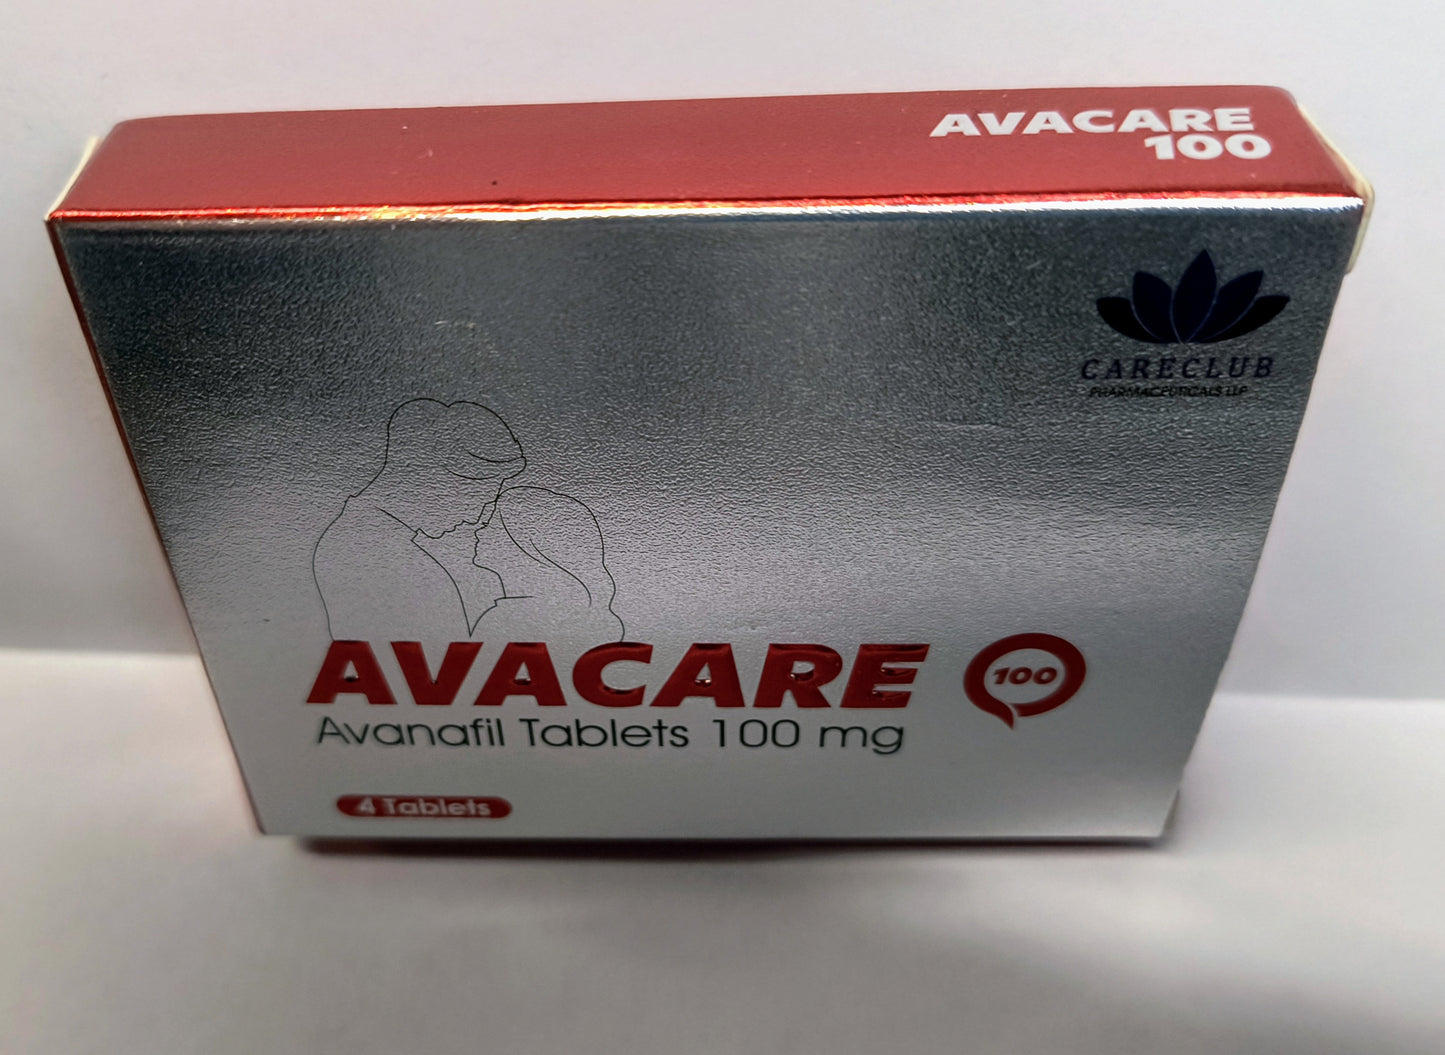 AVACARE
100
CARECLUB
PHARMACEUTICALS LLP
AVACARE
100
Avanafil Tablets 100 mg
4 Tablets